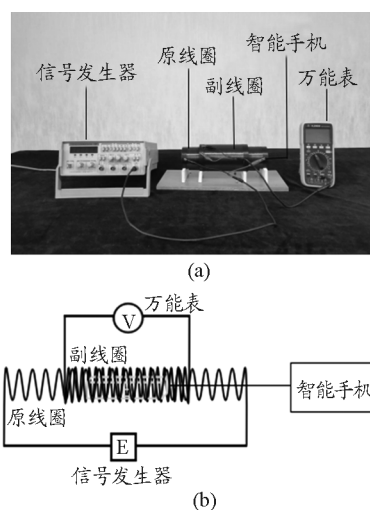 智能手机
原线圈
万能表
信号发生器
副线圈
(a)
万能表
V
副线圈
原线圈
智能手机
E
信号发生器
(b)